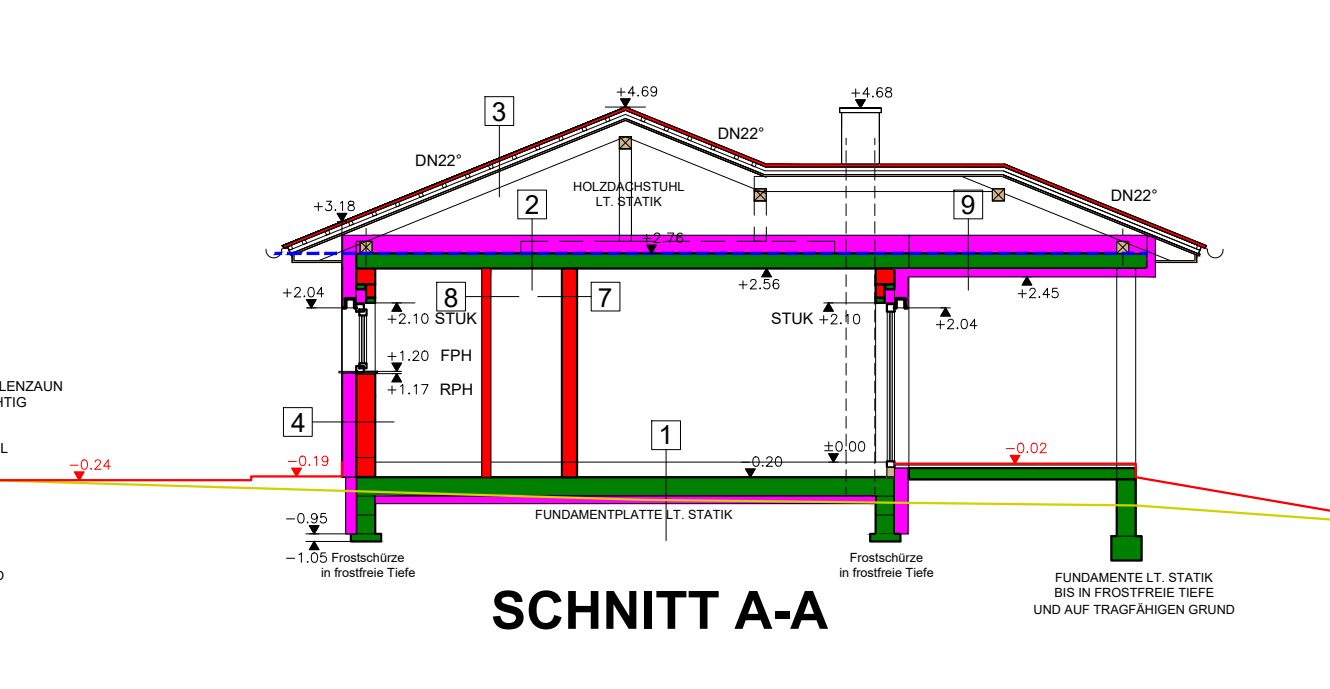 +4.69
+4.68
3
DN22°
DN22°
HOLZDACHSTUHL
LT. STATIK
2
9
DN22°
+3.18
+2.76
+2.56
+2.45
+2.04
8
7
+2.10 STUK
STUK +2.10
+2.04
+1.20 FPH
+1.17 RPH
LENZAUN
HTIG
4
1
L
-0.24
-0.19
±0.00
-0.02
-0.20
-0.95
FUNDAMENTPLATTE LT. STATIK
-1.05
Frostschürze
in frostfreie Tiefe
Frostschürze
in frostfreie Tiefe
FUNDAMENTE LT. STATIK
BIS IN FROSTFREIE TIEFE
UND AUF TRAGFÄHIGEN GRUND
SCHNITT A-A